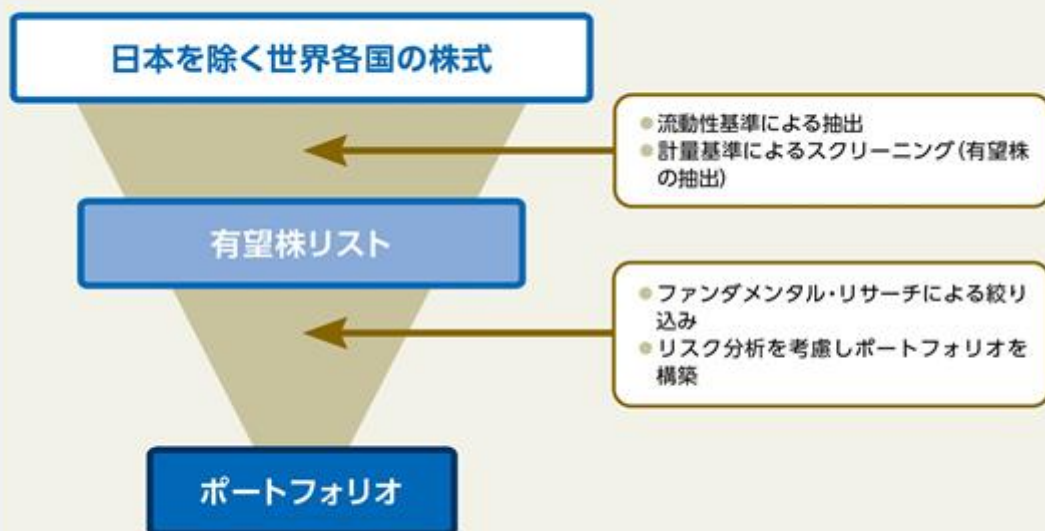 日本を除く世界各国の株式
●流動性基準による抽出
●計量基準によるスクリーニング(有望株
の抽出)
有望株リスト
●ファンダメンタル・リサーチによる絞り
込み
●リスク分析を考慮しポートフォリオを
構築
ポートフォリオ